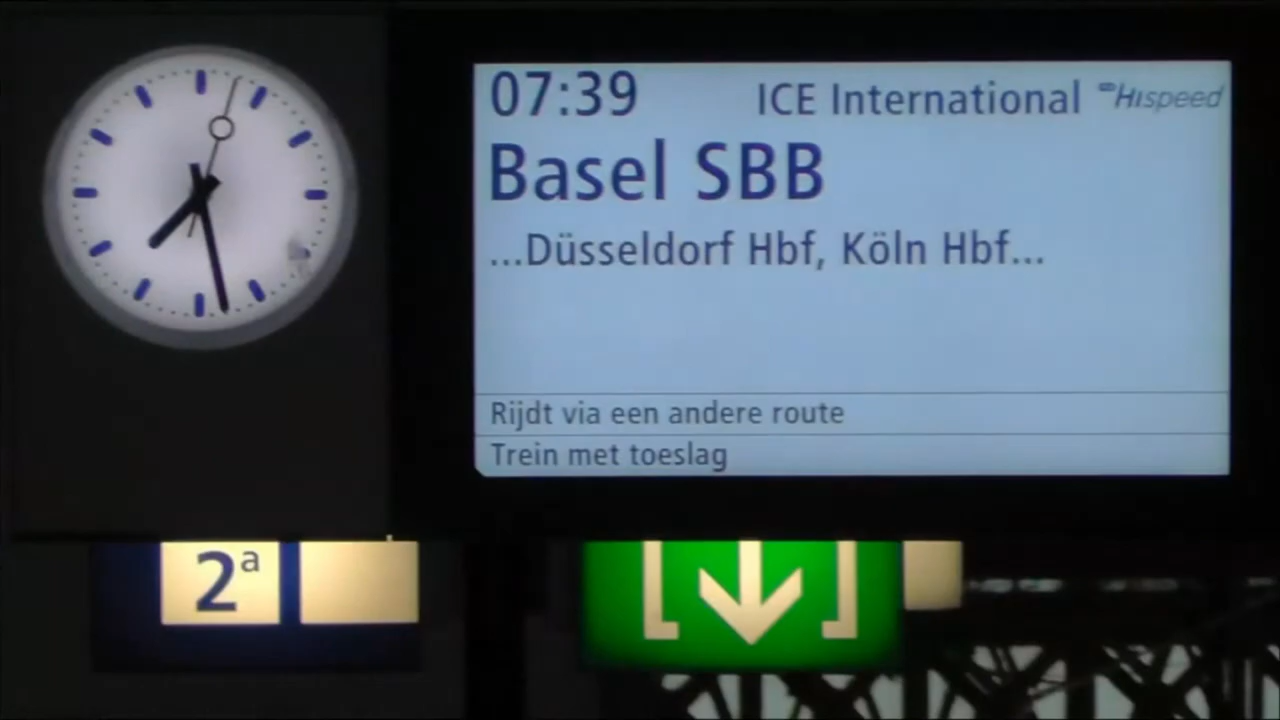 07:39 ICE International Hispeed
Basel SBB
...Düsseldorf Hbf, Köln Hbf...
Rijdt via een andere route
Trein met toeslag
2a